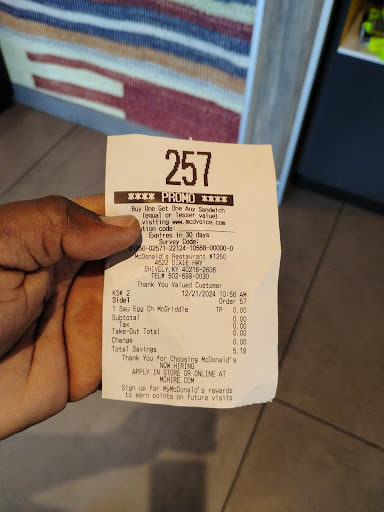 257
**** PROMO ****
Buy One Get One Any Sandwich
(equal or lesser value)
visiting www.mcdvoice.com
ation code:
Expires in 30 days
Survey Code:
01250-02571-22124-10568-00000-0
McDonald's Restaurant #1250
4622 DIXIE HWY
SHIVELY,KY 40216-2606
TEL# 502-699-0030
Thank You Valued Customer
KS# 2 12/21/2024 10:56 AM
Side1 Order 57
1 Sau Egg Ch McGriddle 1P 0.00
Subtotal 0.00
Tax 0.00
Take-Out Total 0.00
Change 0.00
Total Savings 5.19
Thank You for Choosing McDonald's
NOW HIRING
APPLY IN STORE OR ONLINE AT
MCHIRE.COM
Sign up for MyMcDonald's rewards
to earn points on future visits